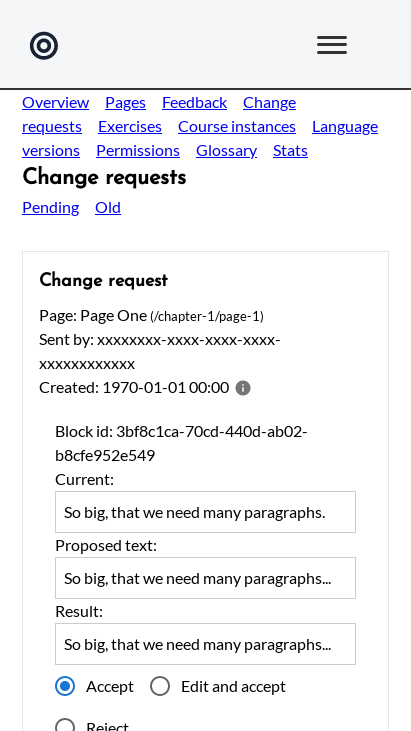 Overview Pages Feedback Change
requests Exercises Course instances Language
versions Permissions Glossary Stats
Change requests
Pending Old
Change request
Page: Page One (/chapter-1/page-1)
Sent by: xxxxxxxx-xxxx-xxxx-xxxx-
xxxxxxxxxxxx
Created: 1970-01-01 00:00
Block id: 3bf8c1ca-70cd-440d-ab02-
b8cfe952e549
Current:
So big, that we need many paragraphs.
Proposed text:
So big, that we need many paragraphs...
Result:
So big, that we need many paragraphs...
Accept Edit and accept
Reject